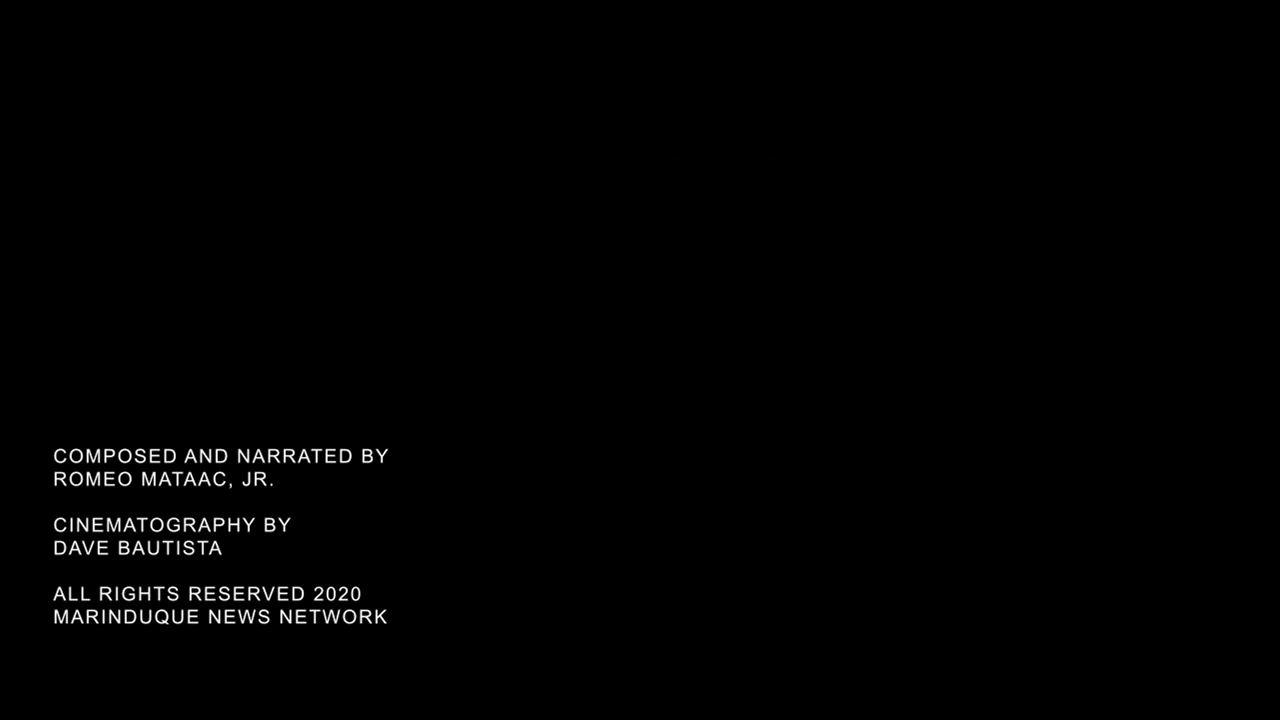 COMPOSED AND NARRATED BY
ROMEO MATAAC, JR.
CINEMATOGRAPHY BY
DAVE BAUTISTA
ALL RIGHTS RESERVED 2020
MARINDUQUE NEWS NETWORK